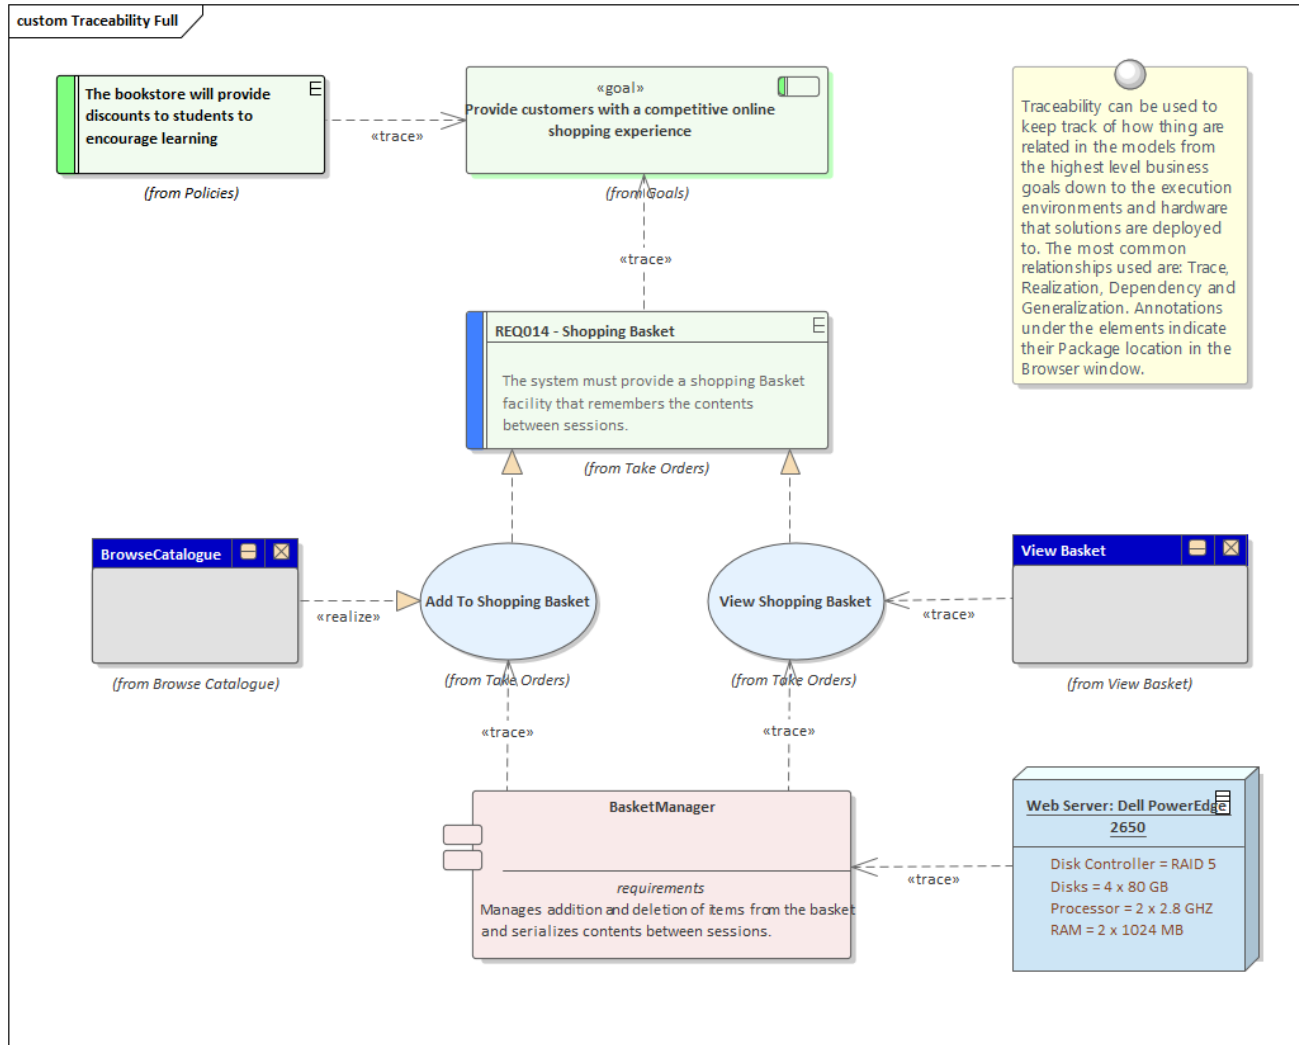 custom Traceability Full
The bookstore will provide
discounts to students to
encourage learning
(from Policies)
«trace»
«goal»
Provide customers with a competitive online
shopping experience
(from Goals)
Traceability can be used to
keep track of how thing are
related in the models from
the highest level business
goals down to the execution
environments and hardware
that solutions are deployed
to. The most common
relationships used are: Trace,
Realization, Dependency and
Generalization. Annotations
under the elements indicate
their Package location in the
Browser window.
«trace»
REQ014 - Shopping Basket
The system must provide a shopping Basket
facility that remembers the contents
between sessions.
(from Take Orders)
BrowseCatalogue
(from Browse Catalogue)
«realize»
Add To Shopping Basket
(from Take Orders)
View Shopping Basket
(from Take Orders)
«trace»
View Basket
(from View Basket)
«trace»
«trace»
BasketManager
requirements
Manages addition and deletion of items from the basket
and serializes contents between sessions.
«trace»
Web Server: Dell PowerEdge
2650
Disk Controller = RAID 5
Disks = 4 x 80 GB
Processor = 2 x 2.8 GHZ
RAM = 2 x 1024 MB